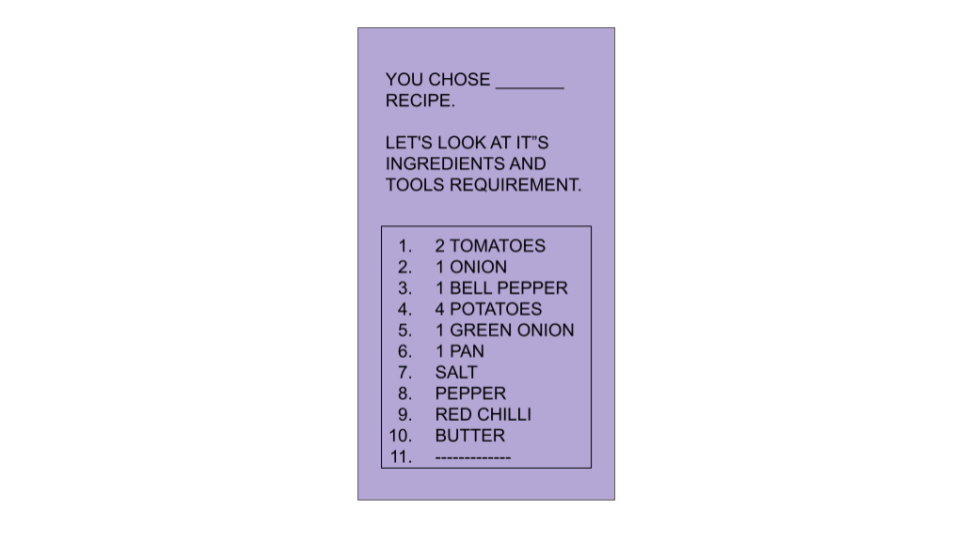 YOU CHOSE _______
RECIPE.
LET'S LOOK AT IT"S
INGREDIENTS AND
TOOLS REQUIREMENT.
1. 2 TOMATOES
2. 1 ONION
3. 1 BELL PEPPER
4. 4 POTATOES
5. 1 GREEN ONION
6. 1 PAN
7. SALT
8. PEPPER
9. RED CHILLI
10. BUTTER
11. -------------